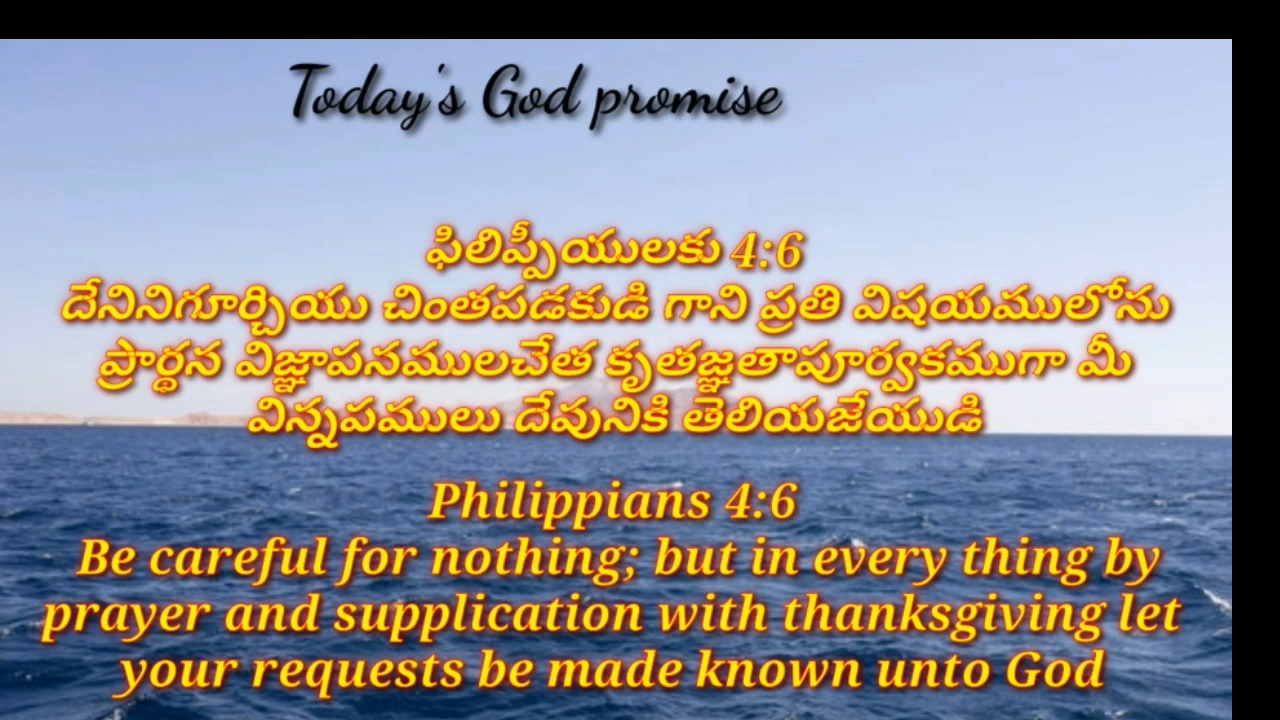 Today's God promise
ఫిలిప్పీయులకు 4:6
దేనినిగూర్చియు చింతపడకుడి గాని ప్రతి విషయములోను
ప్రార్థన విజ్ఞాపనములచేత కృతజ్ఞతాపూర్వకముగా మీ
విన్నపములు దేవునికి తెలియజేయుడి
Philippians 4:6
Be careful for nothing; but in every thing by
prayer and supplication with thanksgiving let
your requests be made known unto God